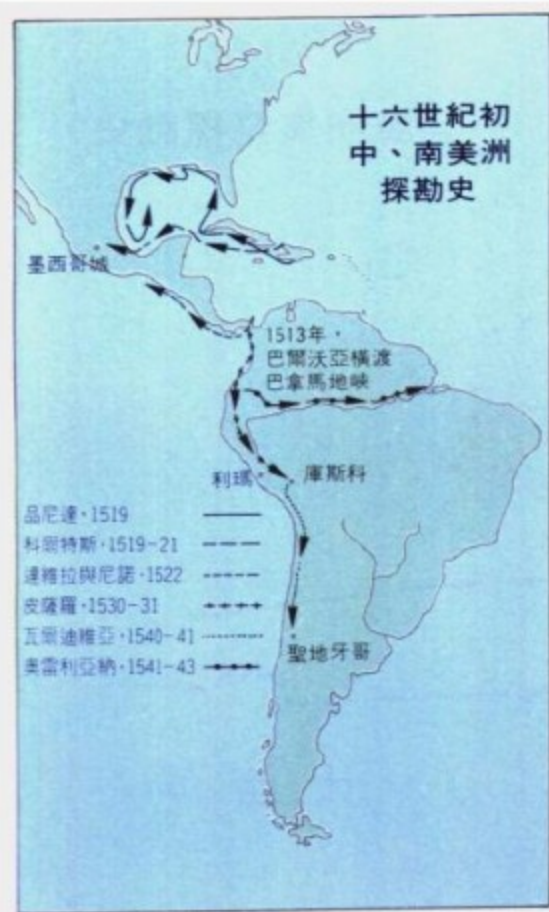 十六世紀初
中、南美洲
探勘史
墨西哥城
1513年，
巴爾沃亞橫渡
巴拿馬地峽
利瑪
庫斯科
品尼達·1519
科爾特斯·1519-21
達維拉與尼諾·1522
皮薩羅·1530-31
瓦爾迪維亞·1540-41
奧雷利亞納·1541-43
聖地牙哥